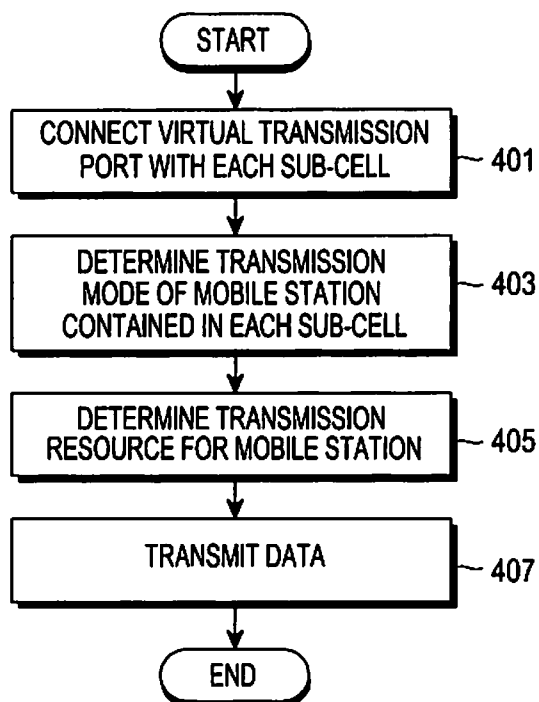 START
CONNECT VIRTUAL TRANSMISSION
PORT WITH EACH SUB-CELL
401
DETERMINE TRANSMISSION
MODE OF MOBILE STATION
CONTAINED IN EACH SUB-CELL
403
DETERMINE TRANSMISSION
RESOURCE FOR MOBILE STATION
405
TRANSMIT DATA
407
END